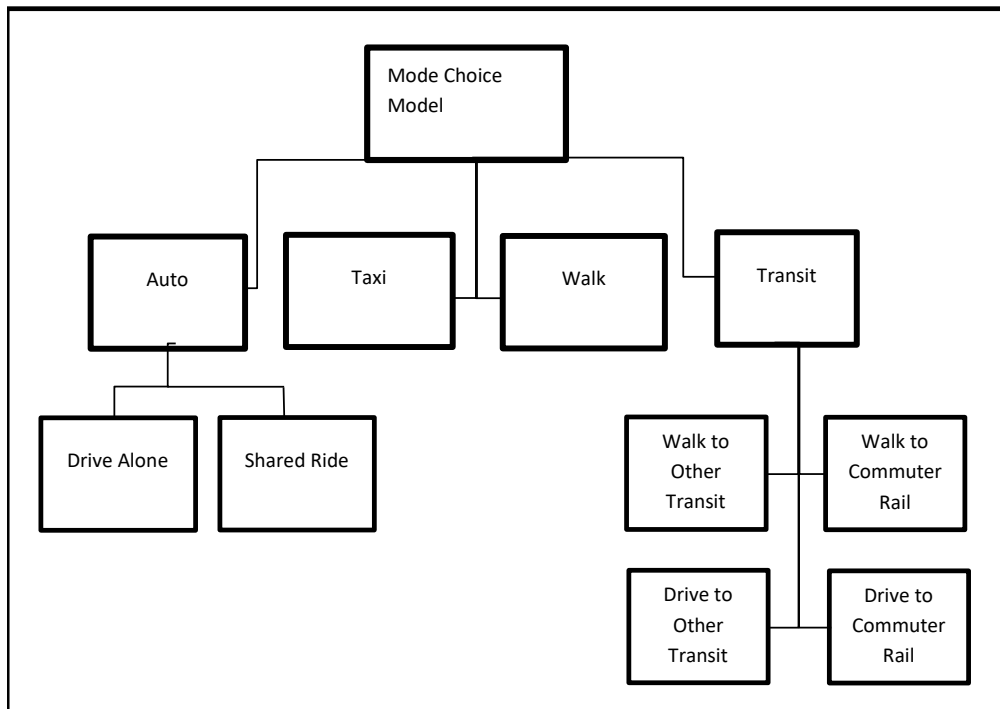 Mode Choice
Model
Auto
Taxi
Walk
Transit
Drive Alone
Shared Ride
Walk to
Other
Transit
Walk to
Commuter
Rail
Drive to
Other
Transit
Drive to
Commuter
Rail